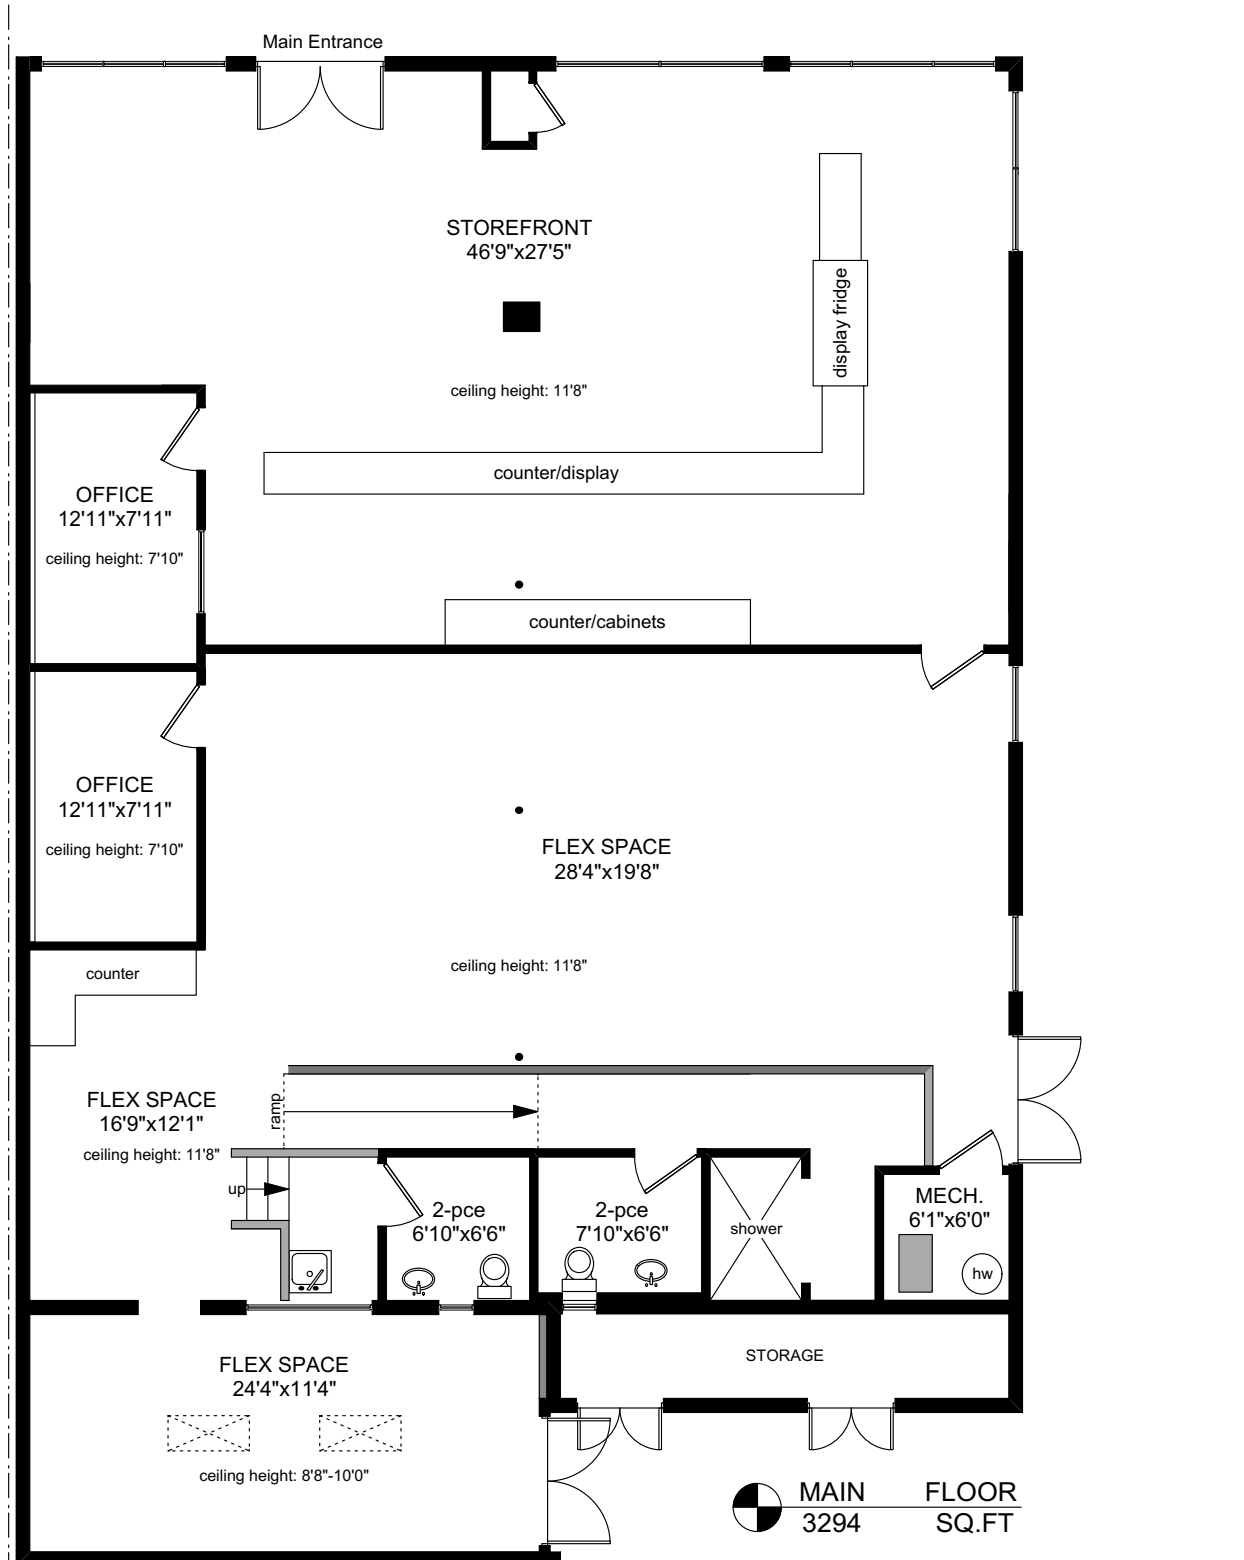 Main Entrance
STOREFRONT
46'9"x27'5"
display fridge
ceiling height: 11'8"
counter/display
OFFICE
12'11"x7'11"
ceiling height: 7'10"
counter/cabinets
OFFICE
12'11"x7'11"
ceiling height: 7'10"
FLEX SPACE
28'4"x19'8"
ceiling height: 11'8"
counter
FLEX SPACE
16'9"x12'1"
ceiling height: 11'8"
ramp
up
2-pce
6'10"x6'6"
2-pce
7'10"x6'6"
shower
MECH.
6'1"x6'0"
hw
STORAGE
FLEX SPACE
24'4"x11'4"
ceiling height: 8'8"-10'0"
MAIN FLOOR
3294 SQ.FT